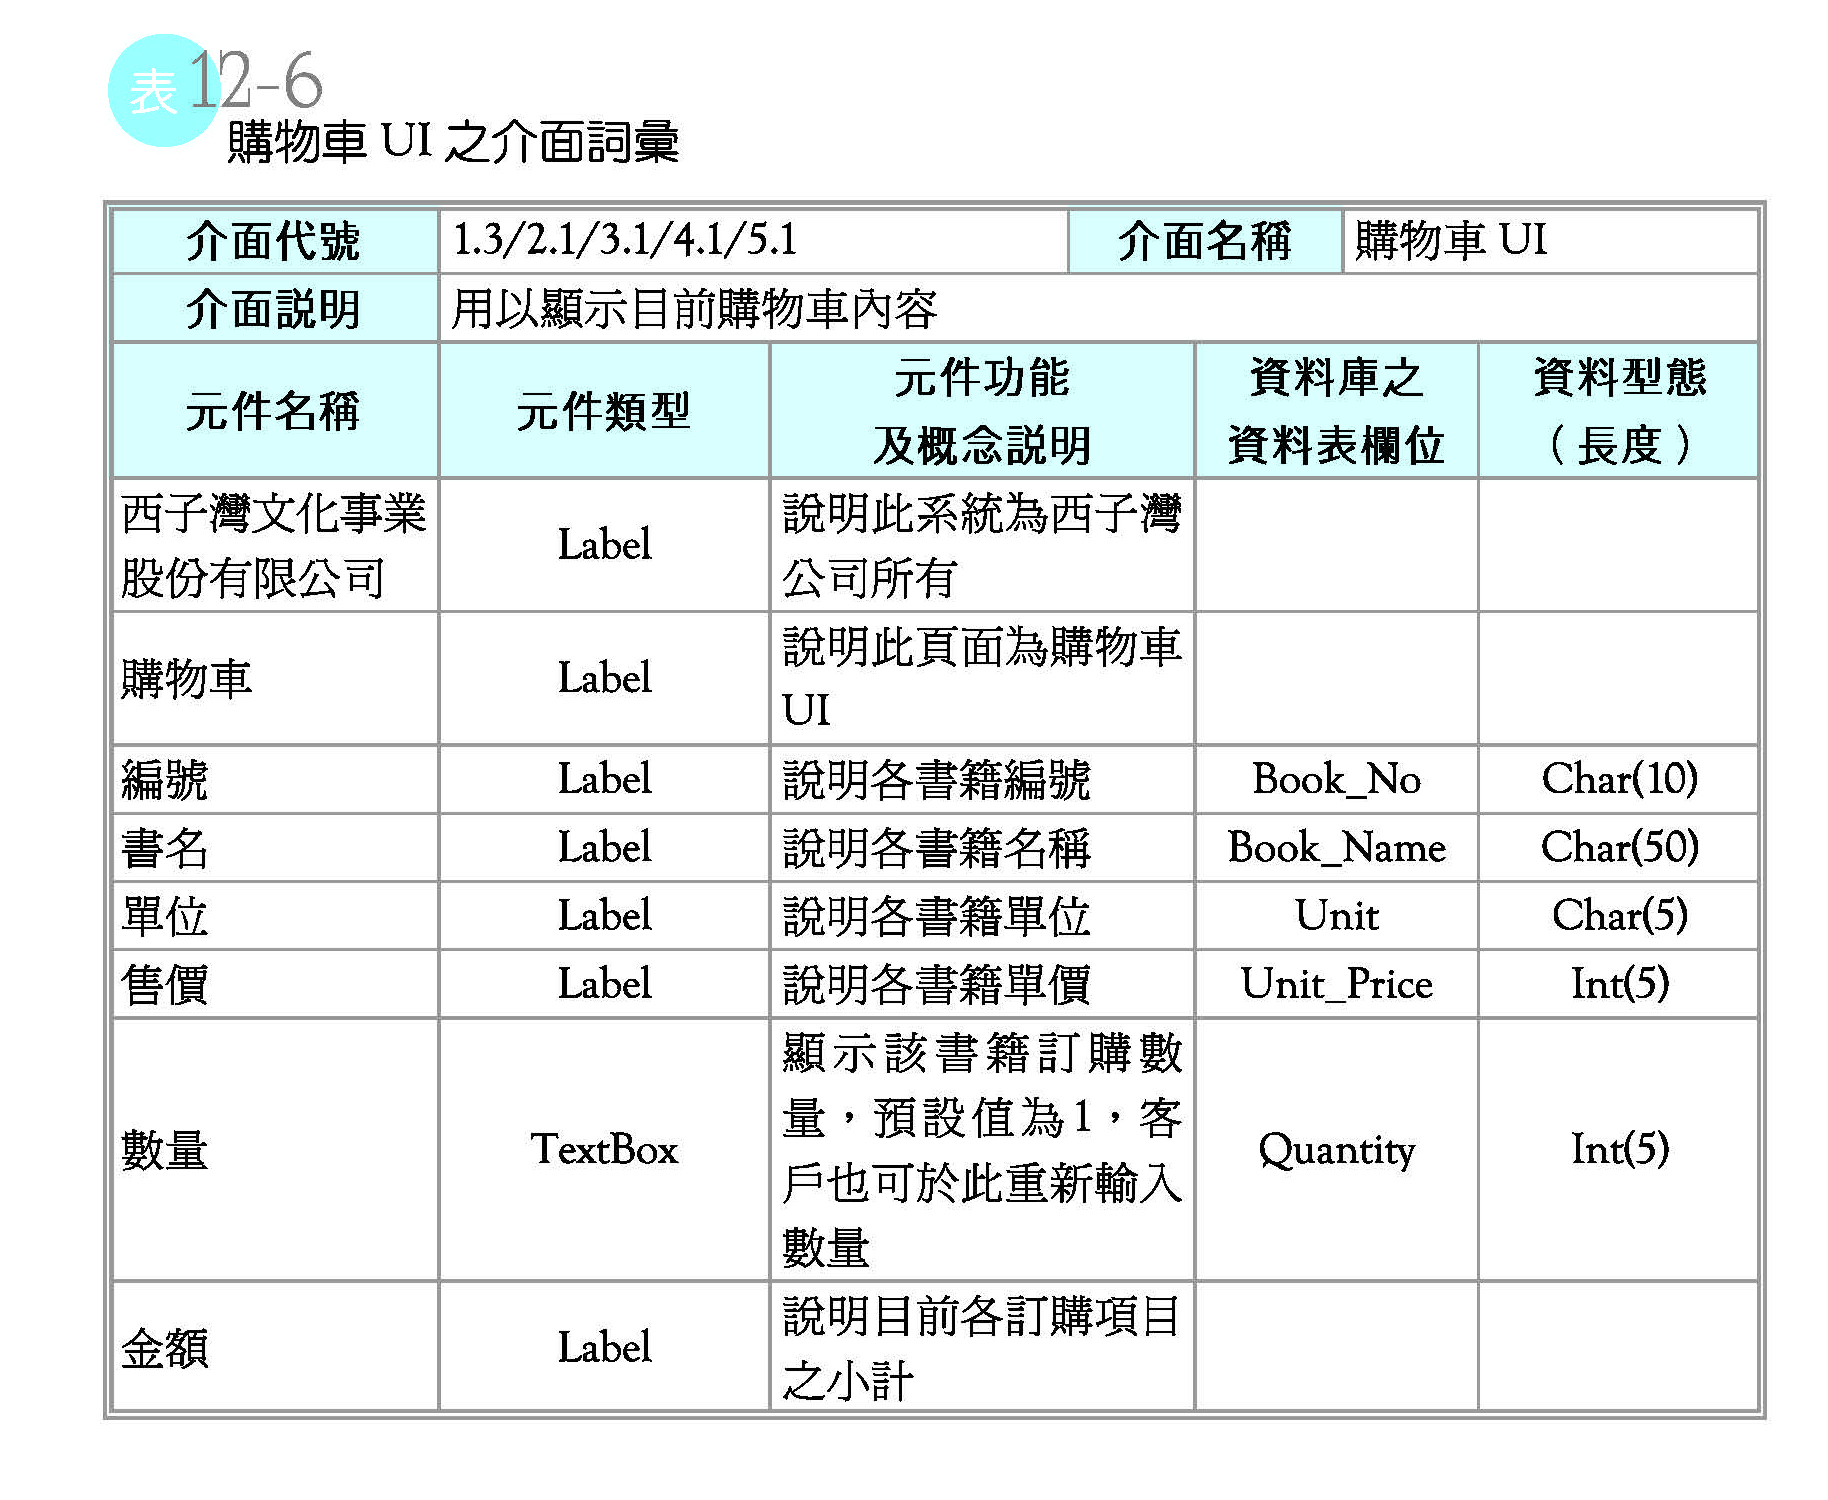 表 12-6
購物車 UI 之介面詞彙
介面代號 1.3/2.1/3.1/4.1/5.1 介面名稱 購物車 UI
介面説明 用以顯示目前購物車內容
元件名稱 元件類型 元件功能 資料庫之 資料型態
及概念説明 資料表欄位 （長度）
西子灣文化事業 Label 說明此系統為西子灣
股份有限公司 公司所有
購物車 Label 說明此頁面為購物車
UI
編號 Label 說明各書籍編號 Book_No Char(10)
書名 Label 說明各書籍名稱 Book_Name Char(50)
單位 Label 說明各書籍單位 Unit Char(5)
售價 Label 說明各書籍單價 Unit_Price Int(5)
數量 TextBox 顯示該書籍訂購數 Quantity Int(5)
量，預設值為1，客
戶也可於此重新輸入
數量
金額 Label 說明目前各訂購項目
之小計